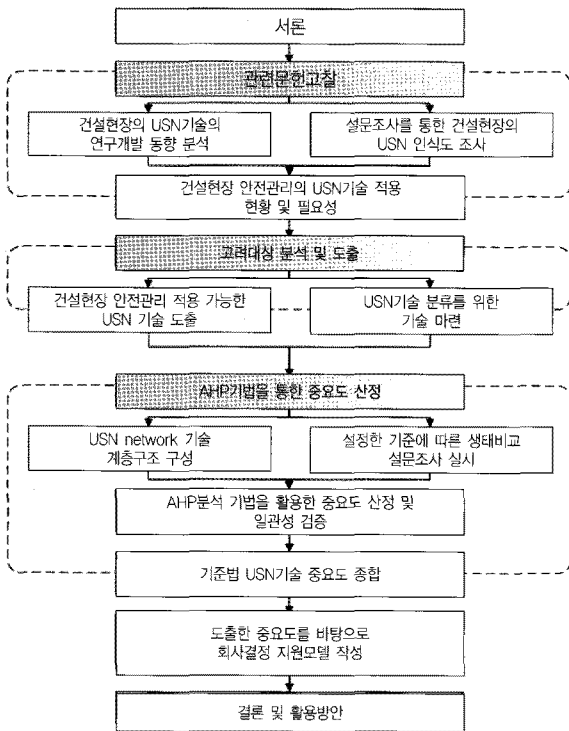 서론
관련문헌고찰
건설현장의 USN기술의
연구개발 동향 분석
설문조사를 통한 건설현장의
USN 인식도 조사
건설현장 안전관리의 USN기술 적용
현황 및 필요성
고려대상 분석 및 도출
건설현장 안전관리 적용 가능한
USN 기술 도출
USN기술 분류를 위한
기술 마련
AHP기법을 통한 중요도 산정
USN network 기술
계층구조 구성
설정한 기준에 따른 생태비교
설문조사 실시
AHP분석 기법을 활용한 중요도 산정 및
일관성 검증
기준법 USN기술 중요도 종합
도출한 중요도를 바탕으로
회사결정 지원모델 작성
결론 및 활용방안